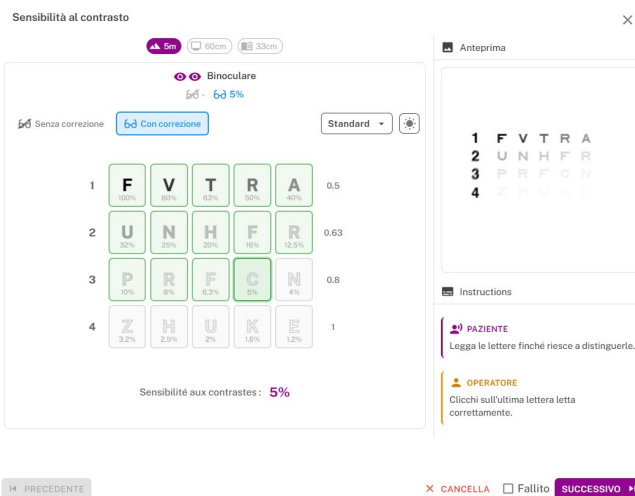 Sensibilità al contrasto
5m 60cm 33cm
Binoculare
- 5%
Senza correzione Con correzione Standard
1 F 100% V 80% T 63% R 50% A 40% 0.5
2 U 32% N 25% H 20% F 16% R 12.5% 0.63
3 P 10% R 8% F 6.3% C 5% N 4% 0.8
4 Z 3.2% H 2.5% U 2% K 1.6% E 1.2% 1
Sensibilité aux contrastes : 5%
Anteprima
1 F V T R A
2 U N H F R
3 P R F O N
4 Z H U K E
Instructions
PAZIENTE
Legga le lettere finché riesce a distinguerle.
OPERATORE
Clicchi sull'ultima lettera letta
correttamente.
PRECEDENTE
CANCELLA Fallito SUCCESSIVO